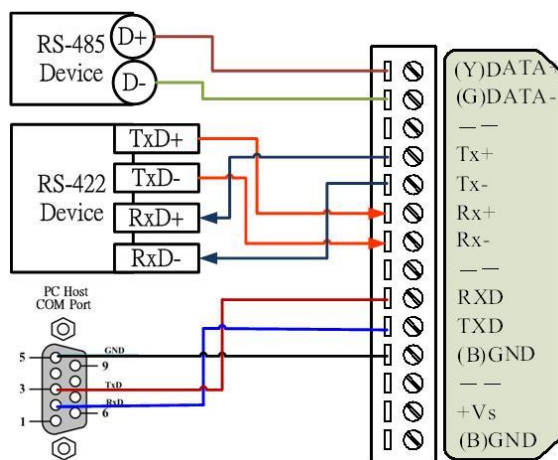 RS-485
Device
D+
D-
RS-422
Device
TxD+
TxD-
RxD+
RxD-
PC Host
COM Port
5
9
3
1
6
GND
TxD
RxD
(Y)DATA+
(G)DATA-
— —
Tx+
Tx-
Rx+
Rx-
— —
RXD
TXD
(B)GND
— —
+Vs
(B)GND